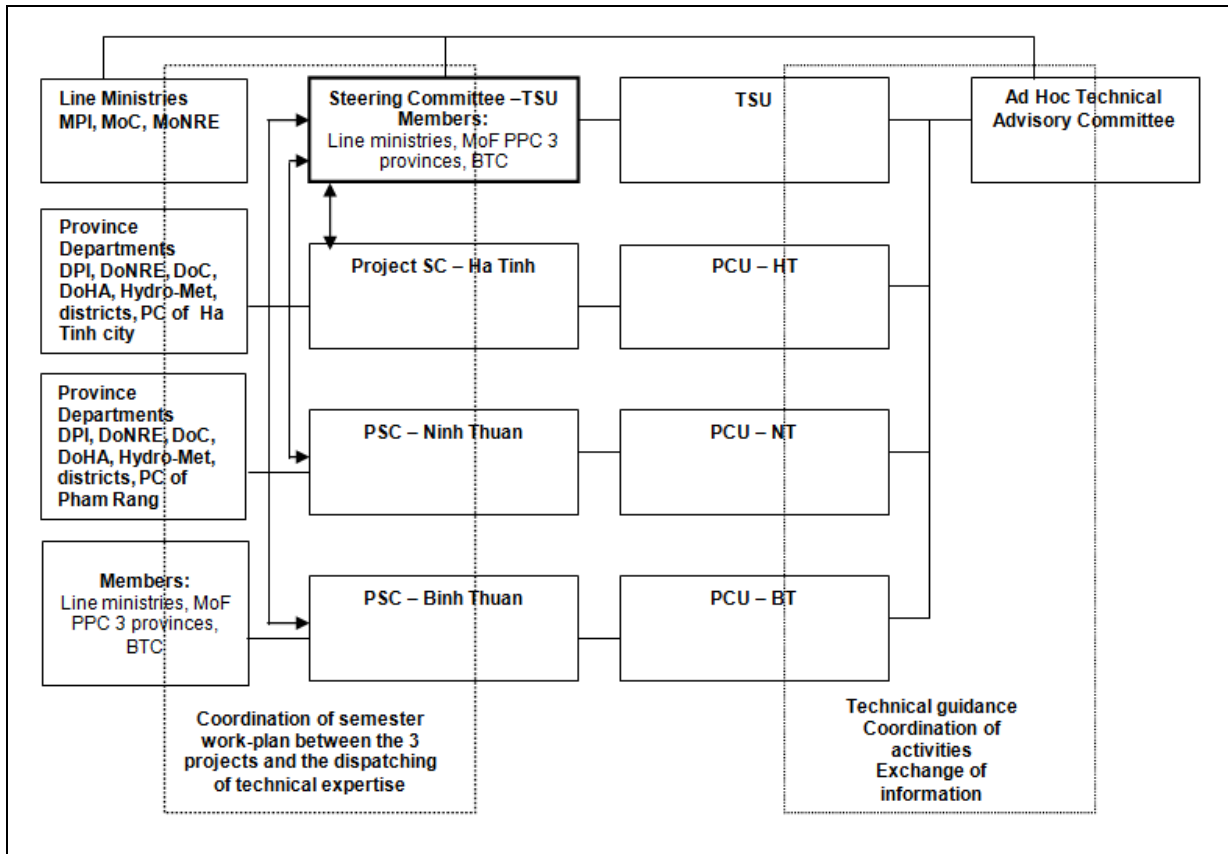 Line Ministries
MPI, MoC, MoNRE
Steering Committee –TSU
Members:
Line ministries, MoF PPC 3
provinces, BTC
TSU
Ad Hoc Technical
Advisory Committee
Province
Departments
DPI, DoNRE, DoC,
DoHA, Hydro-Met,
districts, PC of Ha
Tinh city
Project SC – Ha Tinh
PCU – HT
Province
Departments
DPI, DoNRE, DoC,
DoHA, Hydro-Met,
districts, PC of
Pham Rang
PSC – Ninh Thuan
PCU – NT
Members:
Line ministries, MoF
PPC 3 provinces,
BTC
PSC – Binh Thuan
PCU – BT
Coordination of semester
work-plan between the 3
projects and the dispatching
of technical expertise
Technical guidance
Coordination of
activities
Exchange of
information